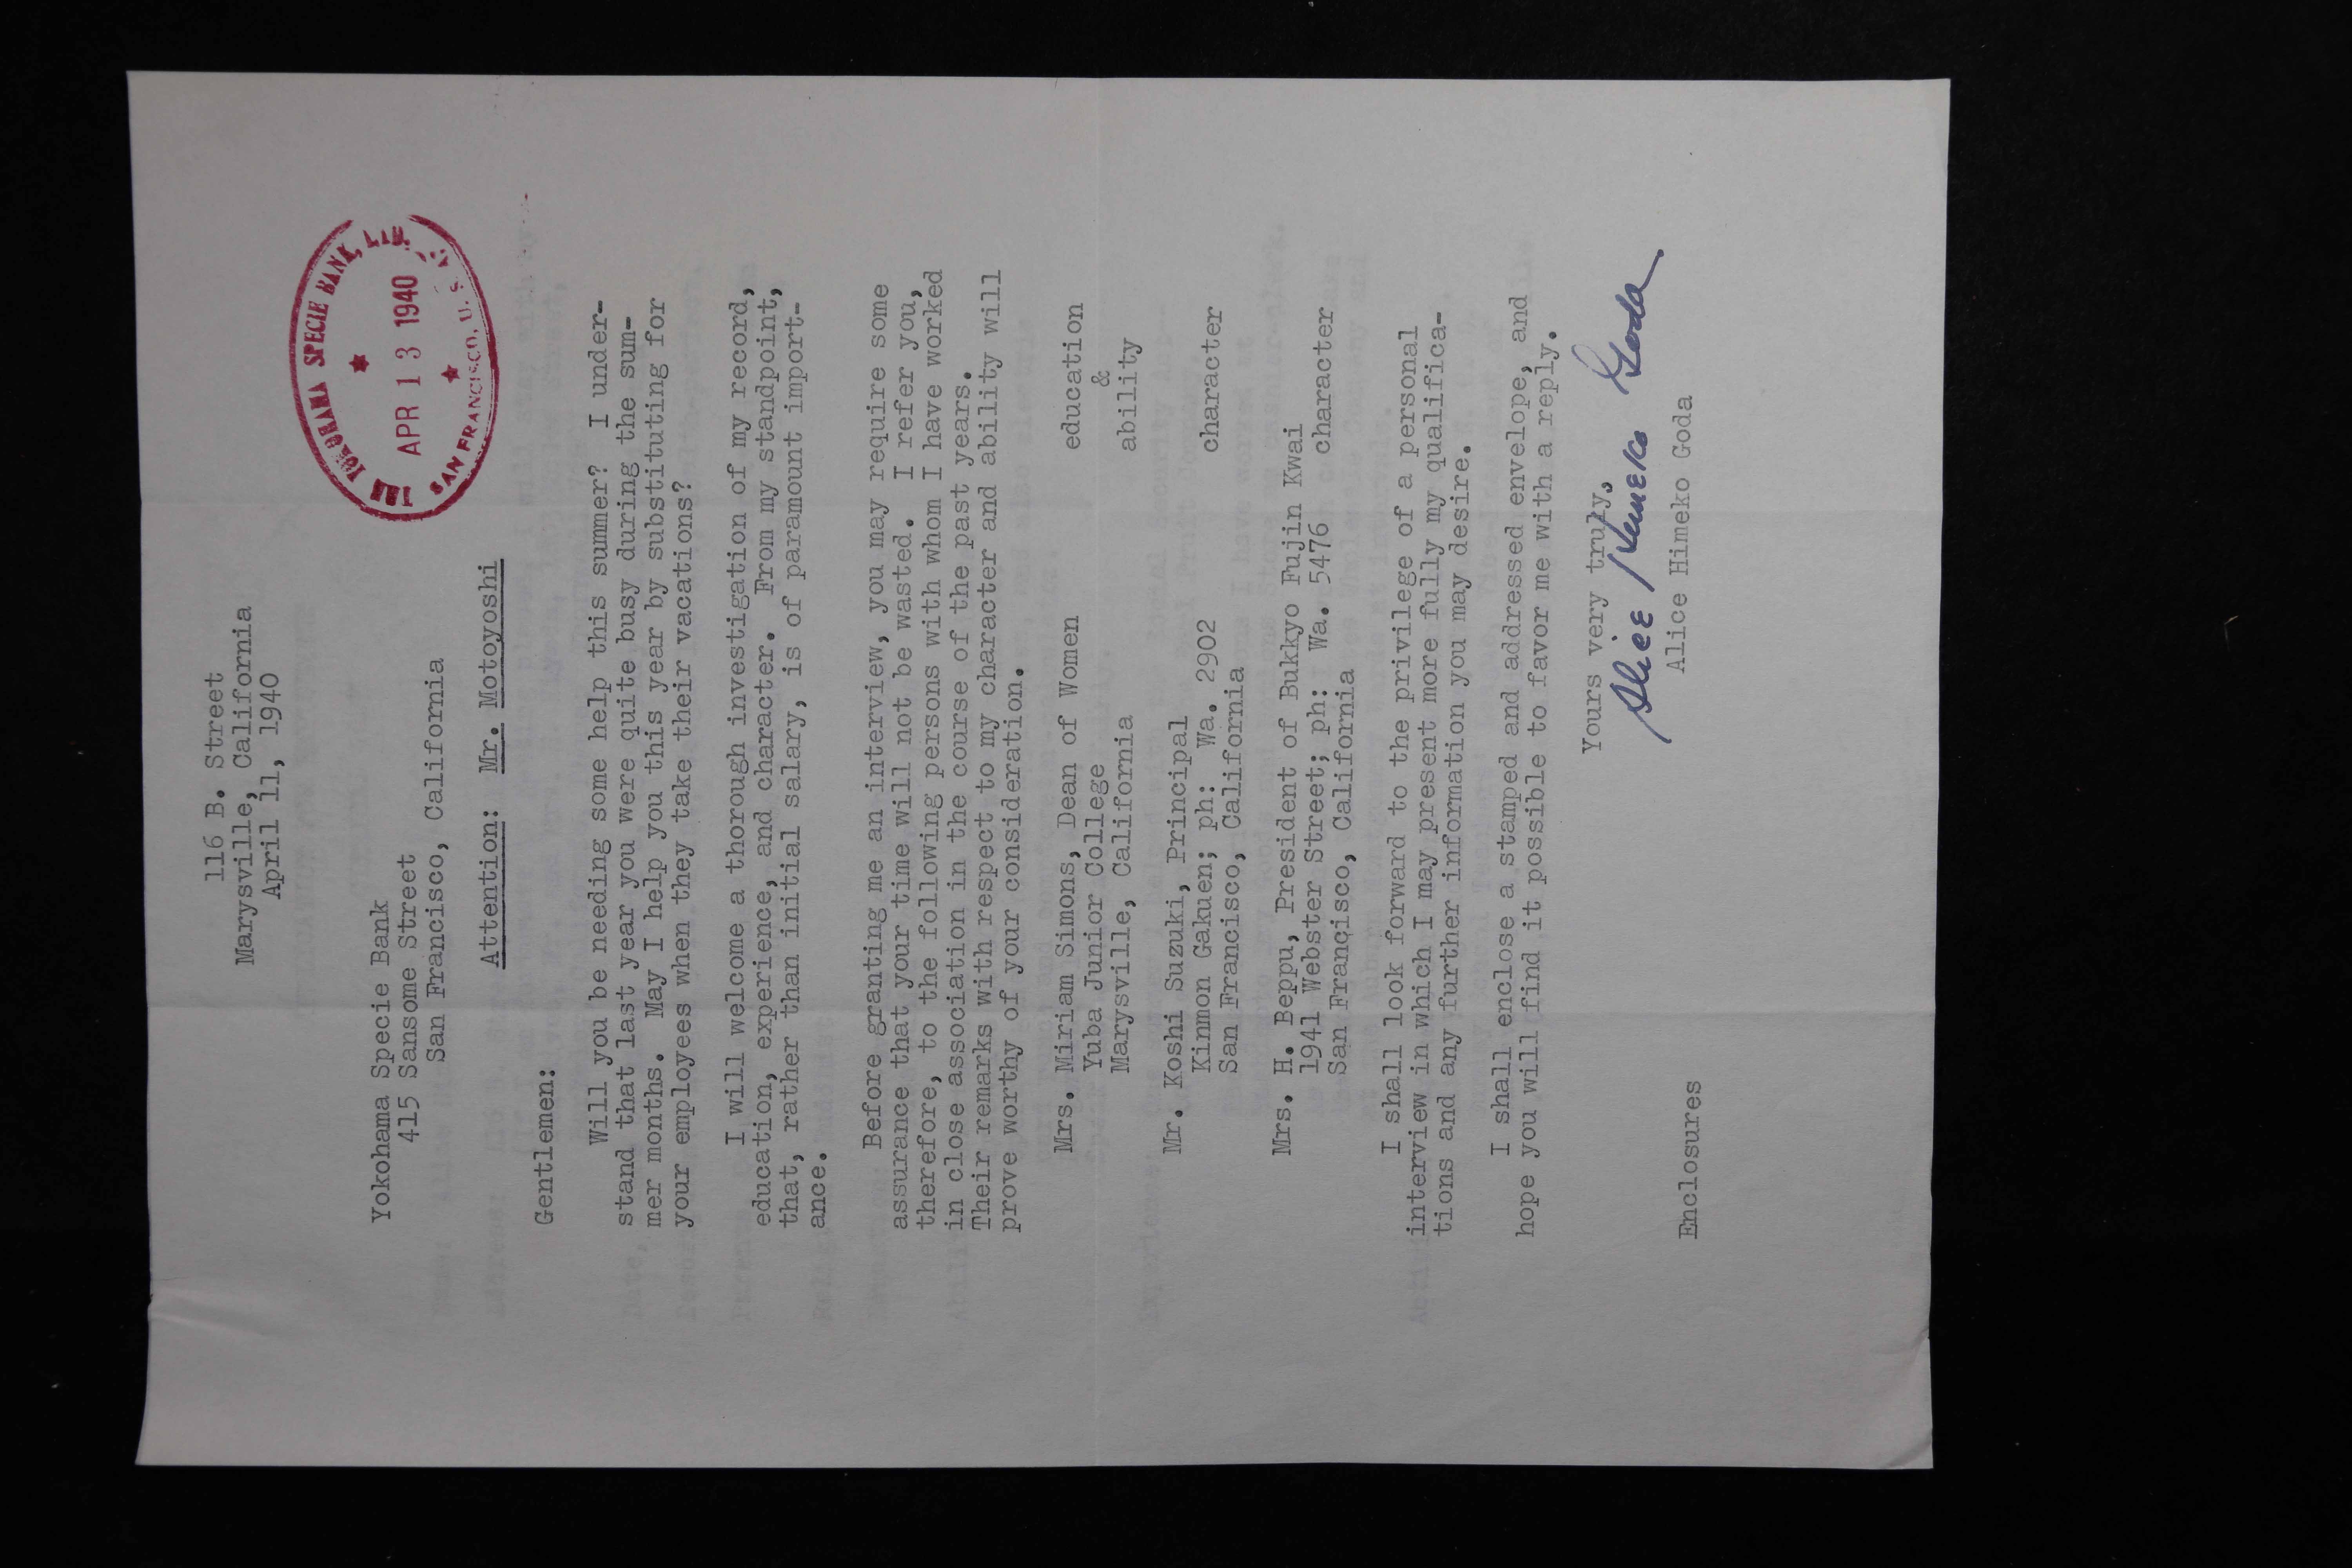 116 B. Street
Marysville, California
April 11, 1940
THE YOKOHAMA SPECIE BANK, LTD.
APR 13 1940
SAN FRANCISCO, U. S. A.
Yokohama Specie Bank
415 Sansome Street
San Francisco, California
Attention: Mr. Motoyoshi
Gentlemen:
Will you be needing some help this summer? I under-
stand that last year you were quite busy during the sum-
mer months. May I help you this year by substituting for
your employees when they take their vacations?
I will welcome a thorough investigation of my record,
education, experience, and character. From my standpoint,
that, rather than initial salary, is of paramount import-
ance.
Before granting me an interview, you may require some
assurance that your time will not be wasted. I refer you,
therefore, to the following persons with whom I have worked
in close association in the course of the past years.
Their remarks with respect to my character and ability will
prove worthy of your consideration.
Mrs. Miriam Simons, Dean of Women education
Yuba Junior College &
Marysville, California ability
Mr. Koshi Suzuki, Principal
Kinmon Gakuen; ph: Wa. 2902 character
San Francisco, California
Mrs. H. Beppu, President of Bukkyo Fujin Kwai
1941 Webster Street; ph: Wa. 5476 character
San Francisco, California
I shall look forward to the privilege of a personal
interview in which I may present more fully my qualifica-
tions and any further information you may desire.
I shall enclose a stamped and addressed envelope, and
hope you will find it possible to favor me with a reply.
Yours very truly,
Alice Himeko Goda
Alice Himeko Goda
Enclosures